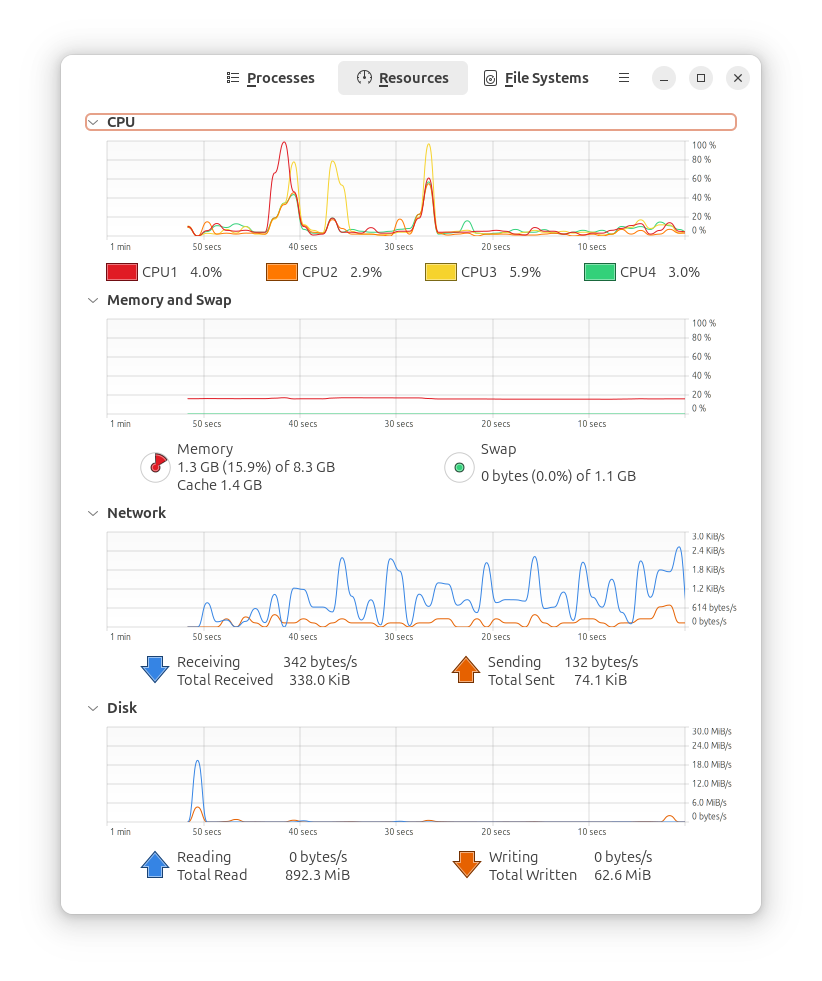 Processes Resources File Systems
CPU
100 %
80 %
60 %
40 %
20 %
0 %
1 min 50 secs 40 secs 30 secs 20 secs 10 secs
CPU1 4.0% CPU2 2.9% CPU3 5.9% CPU4 3.0%
Memory and Swap
100 %
80 %
60 %
40 %
20 %
0 %
1 min 50 secs 40 secs 30 secs 20 secs 10 secs
Memory
1.3 GB (15.9%) of 8.3 GB
Cache 1.4 GB
Swap
0 bytes (0.0%) of 1.1 GB
Network
3.0 KiB/s
2.4 KiB/s
1.8 KiB/s
1.2 KiB/s
614 bytes/s
0 bytes/s
1 min 50 secs 40 secs 30 secs 20 secs 10 secs
Receiving 342 bytes/s Sending 132 bytes/s
Total Received 338.0 KiB Total Sent 74.1 KiB
Disk
30.0 MiB/s
24.0 MiB/s
18.0 MiB/s
12.0 MiB/s
6.0 MiB/s
0 bytes/s
1 min 50 secs 40 secs 30 secs 20 secs 10 secs
Reading 0 bytes/s Writing 0 bytes/s
Total Read 892.3 MiB Total Written 62.6 MiB